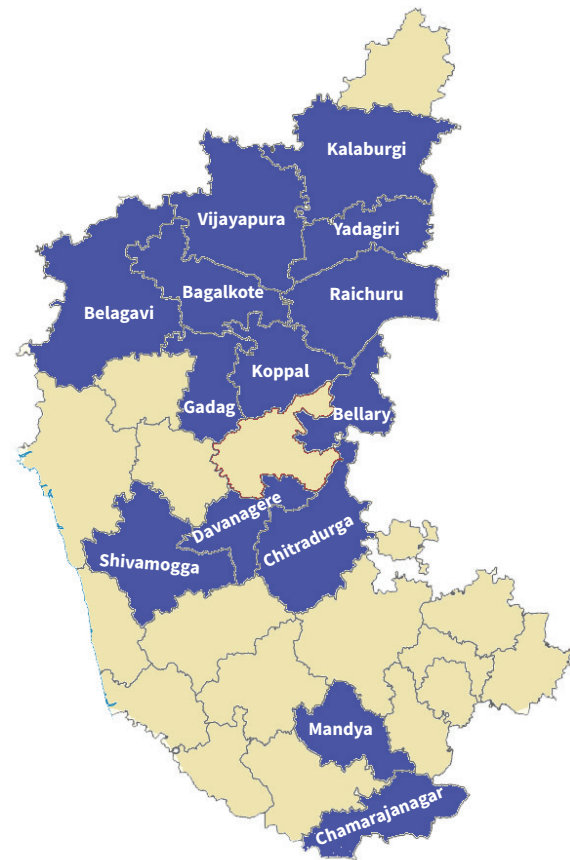 Kalaburgi
Vijayapura
Yadagiri
Bagalkote
Raichuru
Belagavi
Koppal
Gadag
Bellary
Davanagere
Chitradurga
Shivamogga
Mandya
Chamarajanagar